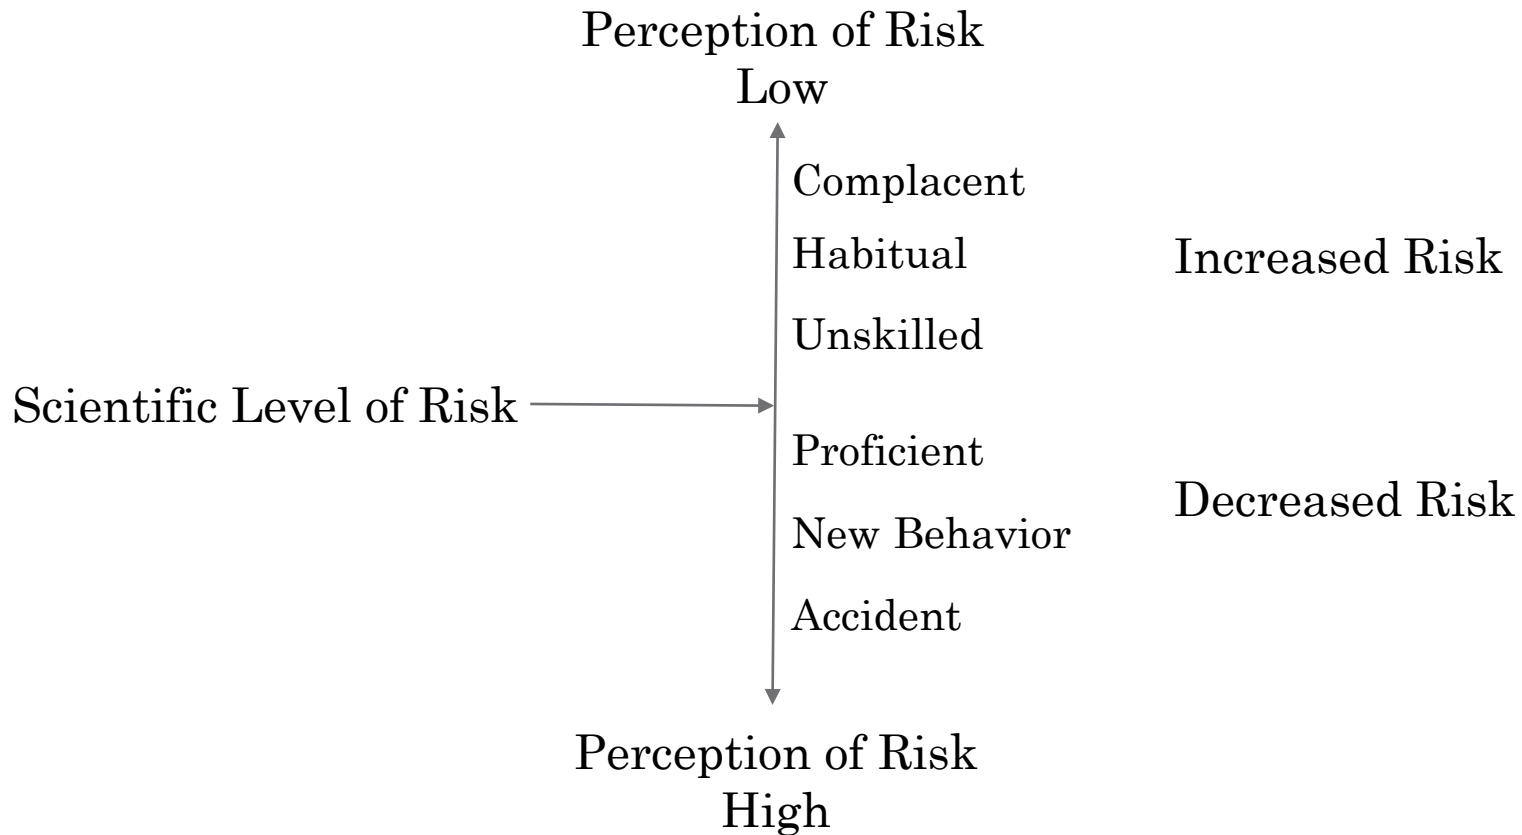 Perception of Risk
Low
Complacent
Habitual
Increased Risk
Unskilled
Scientific Level of Risk
Proficient
Decreased Risk
New Behavior
Accident
Perception of Risk
High